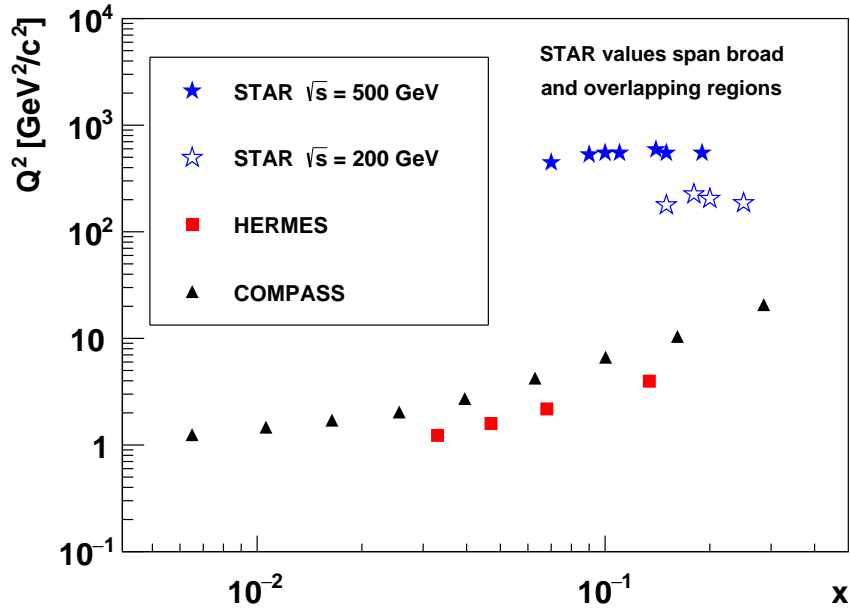 Q² [GeV²/c²]
10⁴
10³
10²
10
1
10⁻¹
STAR √s = 500 GeV
STAR √s = 200 GeV
HERMES
COMPASS
STAR values span broad
and overlapping regions
10⁻²
10⁻¹
x